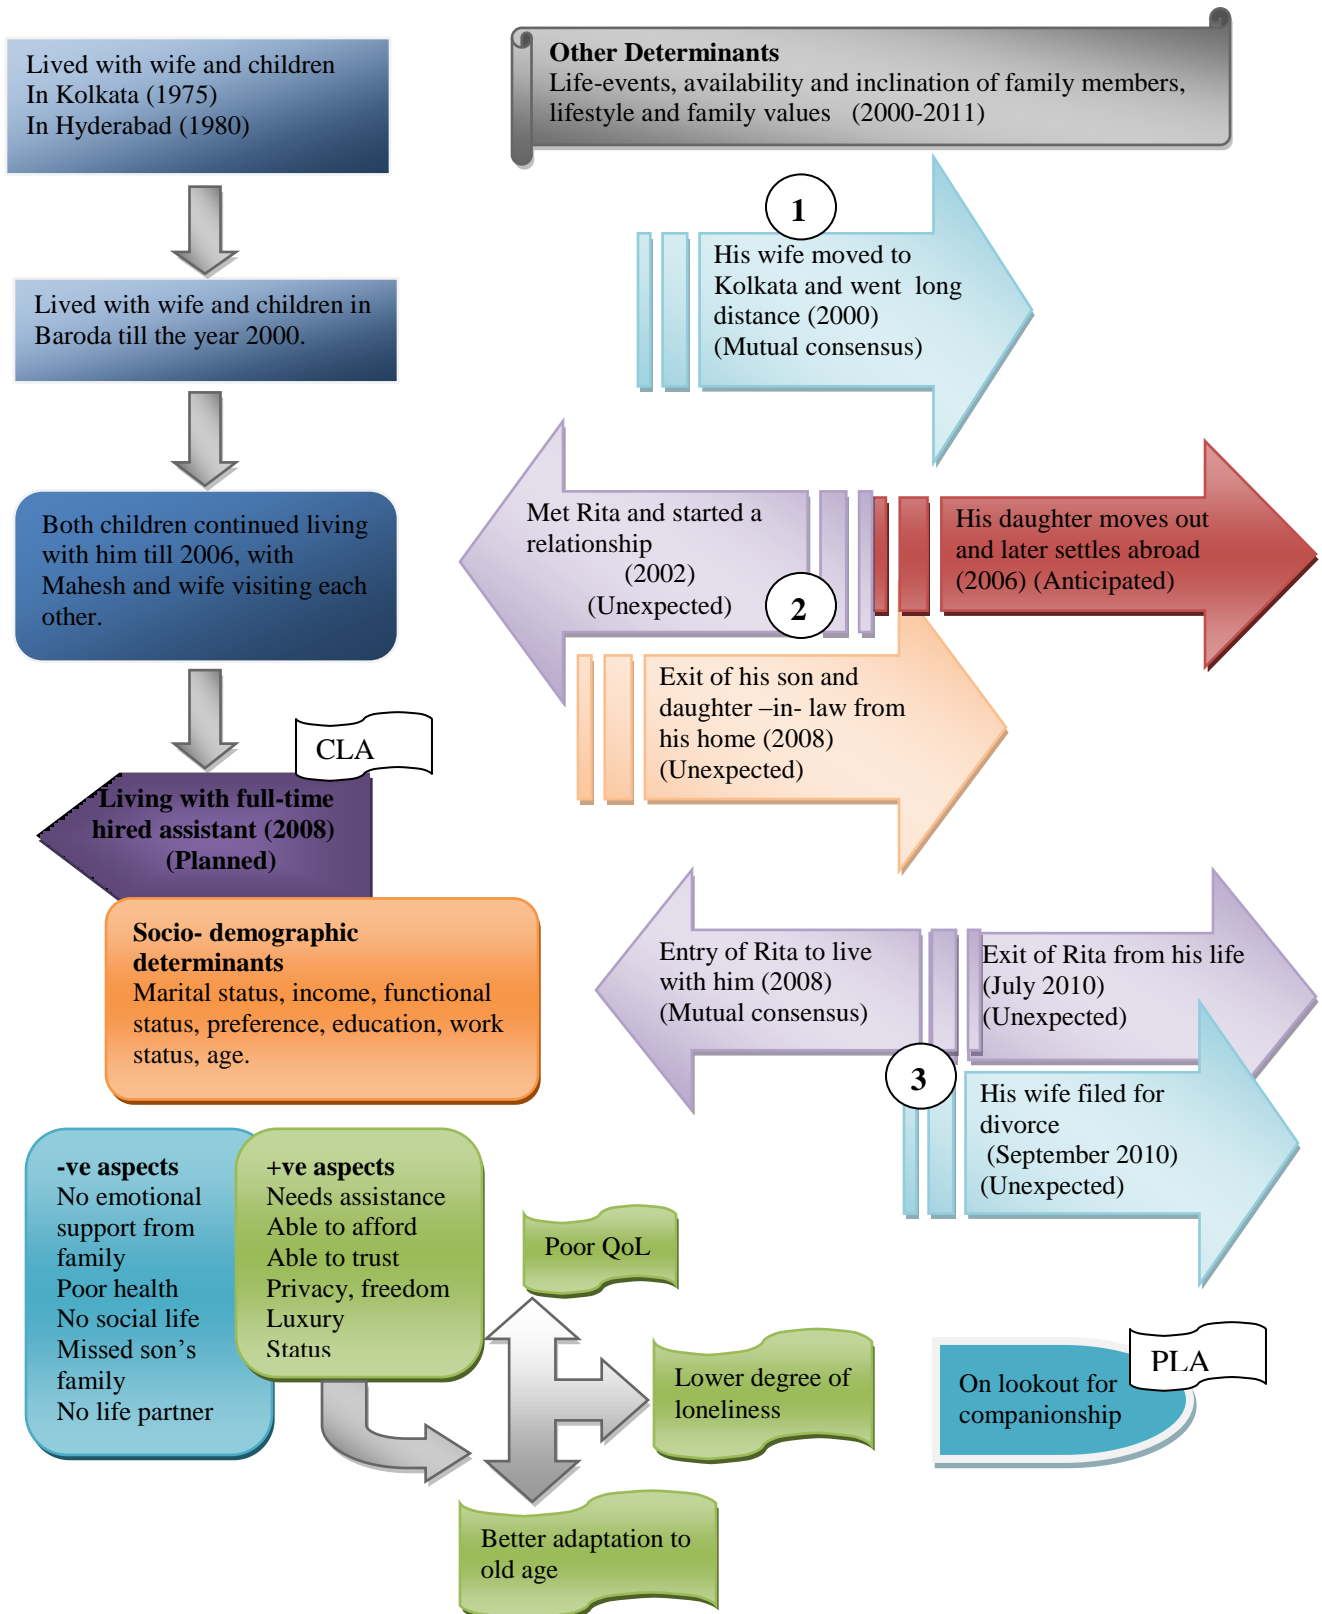 Lived with wife and children
In Kolkata (1975)
In Hyderabad (1980)
Other Determinants
Life-events, availability and inclination of family members,
lifestyle and family values (2000-2011)
1
His wife moved to
Kolkata and went long
distance (2000)
(Mutual consensus)
Lived with wife and children in
Baroda till the year 2000.
Both children continued living
with him till 2006, with
Mahesh and wife visiting each
other.
Met Rita and started a
relationship
(2002)
(Unexpected)
2
His daughter moves out
and later settles abroad
(2006) (Anticipated)
Exit of his son and
daughter –in- law from
his home (2008)
(Unexpected)
CLA
Living with full-time
hired assistant (2008)
(Planned)
Socio- demographic
determinants
Marital status, income, functional
status, preference, education, work
status, age.
Entry of Rita to live
with him (2008)
(Mutual consensus)
Exit of Rita from his life
(July 2010)
(Unexpected)
3
His wife filed for
divorce
(September 2010)
(Unexpected)
-ve aspects
No emotional
support from
family
Poor health
No social life
Missed son’s
family
No life partner
+ve aspects
Needs assistance
Able to afford
Able to trust
Privacy, freedom
Luxury
Status
Poor QoL
Lower degree of
loneliness
Better adaptation to
old age
PLA
On lookout for
companionship